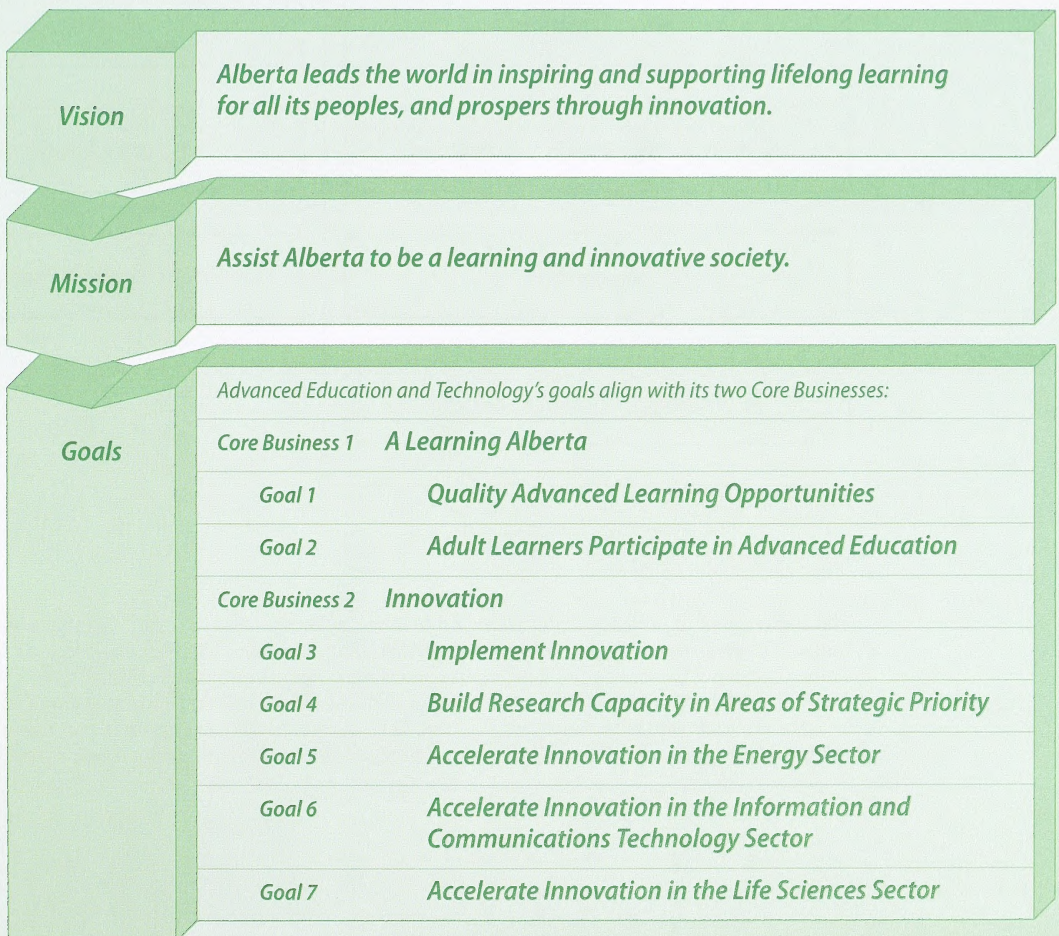 Vision
Alberta leads the world in inspiring and supporting lifelong learning
for all its peoples, and prospers through innovation.
Mission
Assist Alberta to be a learning and innovative society.
Goals
Advanced Education and Technology's goals align with its two Core Businesses:
Core Business 1 A Learning Alberta
Goal 1 Quality Advanced Learning Opportunities
Goal 2 Adult Learners Participate in Advanced Education
Core Business 2 Innovation
Goal 3 Implement Innovation
Goal 4 Build Research Capacity in Areas of Strategic Priority
Goal 5 Accelerate Innovation in the Energy Sector
Goal 6 Accelerate Innovation in the Information and
Communications Technology Sector
Goal 7 Accelerate Innovation in the Life Sciences Sector